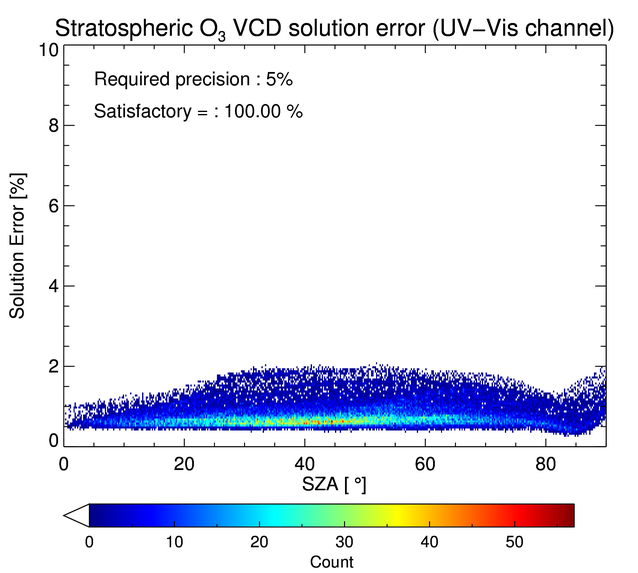 Stratospheric O₃ VCD solution error (UV−Vis channel)
10
Required precision : 5%
Satisfactory = : 100.00 %
8
6
4
2
0
Solution Error [%]
0 20 40 60 80
SZA [ °]
0 10 20 30 40 50
Count